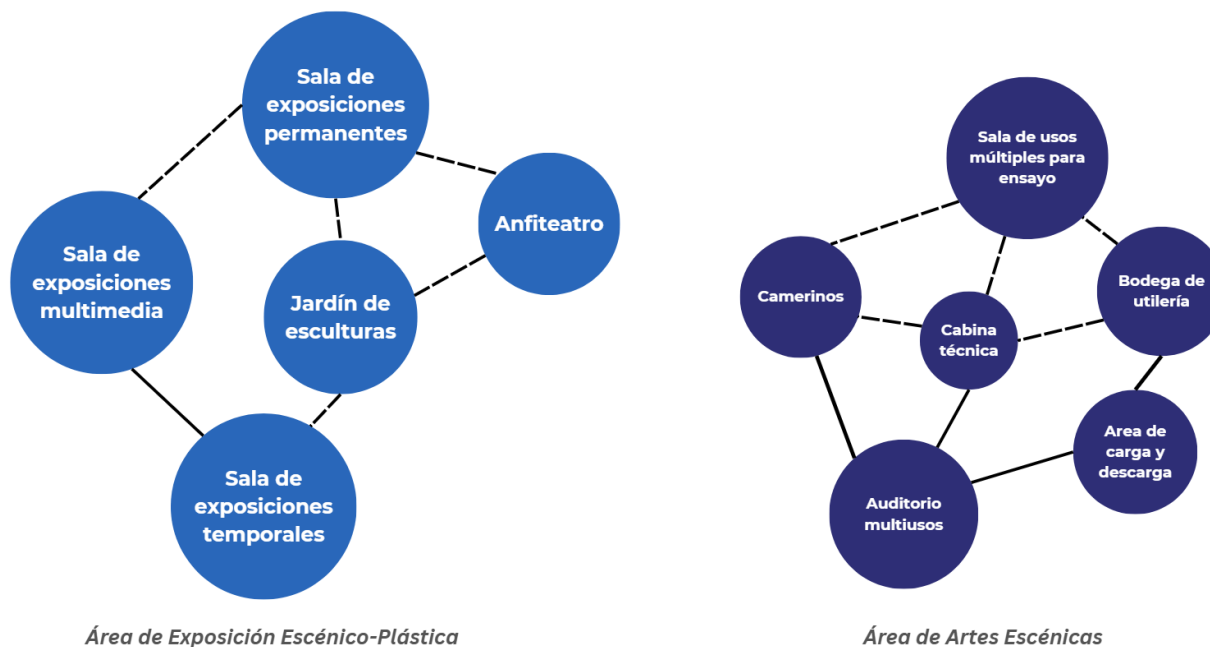 Sala de
exposiciones
permanentes
Anfiteatro
Sala de
exposiciones
multimedia
Jardín de
esculturas
Sala de
exposiciones
temporales
Área de Exposición Escénico-Plástica
Sala de usos
múltiples para
ensayo
Camerinos
Bodega de
utilería
Cabina
técnica
Area de
carga y
descarga
Auditorio
multiusos
Área de Artes Escénicas